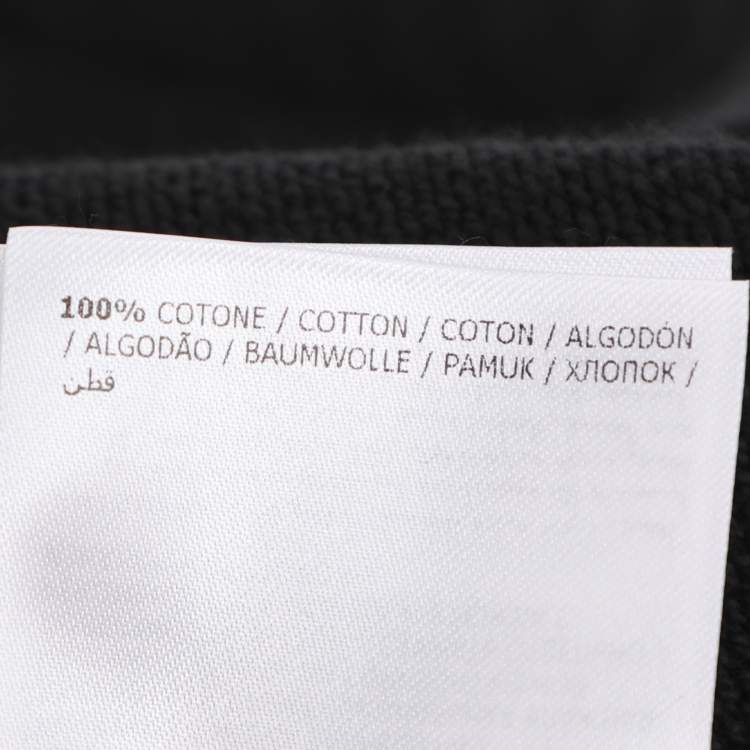 100% COTONE / COTTON / COTON / ALGODÓN
/ ALGODÃO / BAUMWOLLE / PAMUK / ХЛОПОК /
قطن